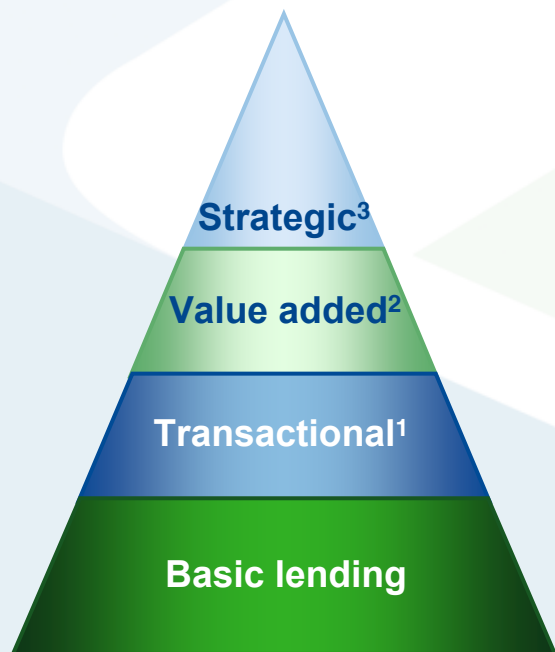 Strategic³
Value added²
Transactional¹
Basic lending